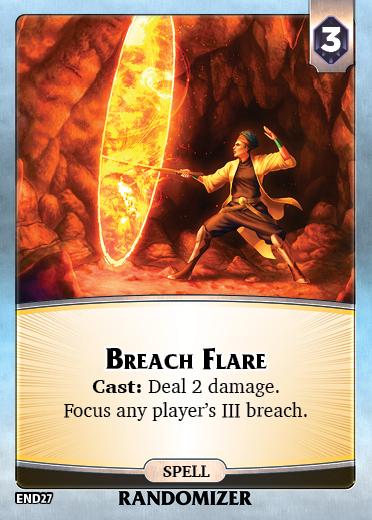 3
Breach Flare
Cast: Deal 2 damage.
Focus any player's III breach.
SPELL
END27
RANDOMIZER